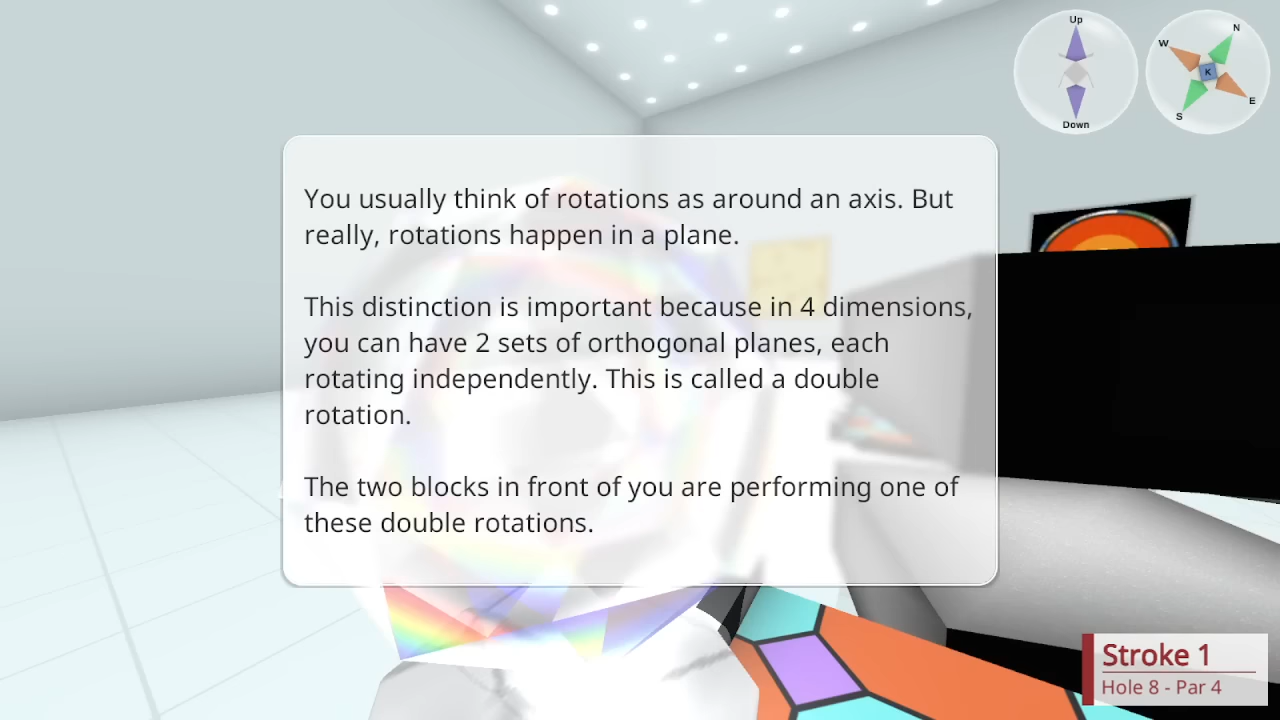 Up
Down
N
W
K
E
S
You usually think of rotations as around an axis. But
really, rotations happen in a plane.
This distinction is important because in 4 dimensions,
you can have 2 sets of orthogonal planes, each
rotating independently. This is called a double
rotation.
The two blocks in front of you are performing one of
these double rotations.
Stroke 1
Hole 8 - Par 4